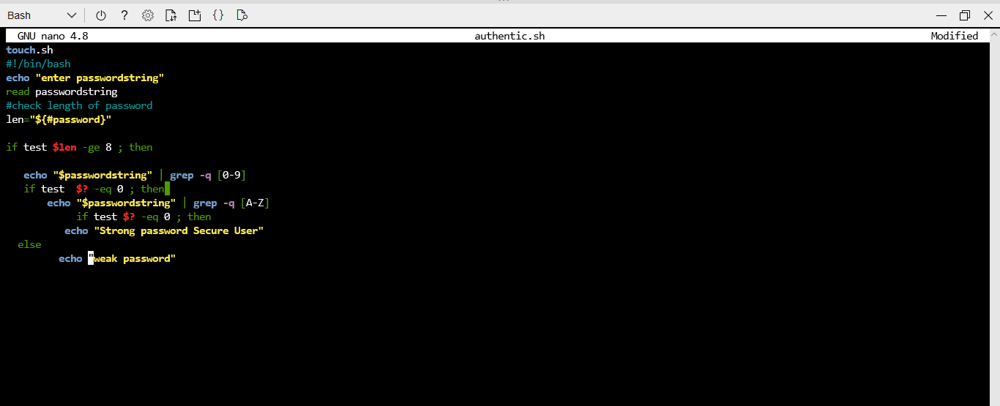 Bash
?
{}
GNU nano 4.8 authentic.sh Modified
touch.sh
#!/bin/bash
echo "enter passwordstring"
read passwordstring
#check length of password
len="${#password}"
if test $len -ge 8 ; then
echo "$passwordstring" | grep -q [0-9]
if test  $? -eq 0 ; then
echo "$passwordstring" | grep -q [A-Z]
if test $? -eq 0 ; then
echo "Strong password Secure User"
else
echo "weak password"